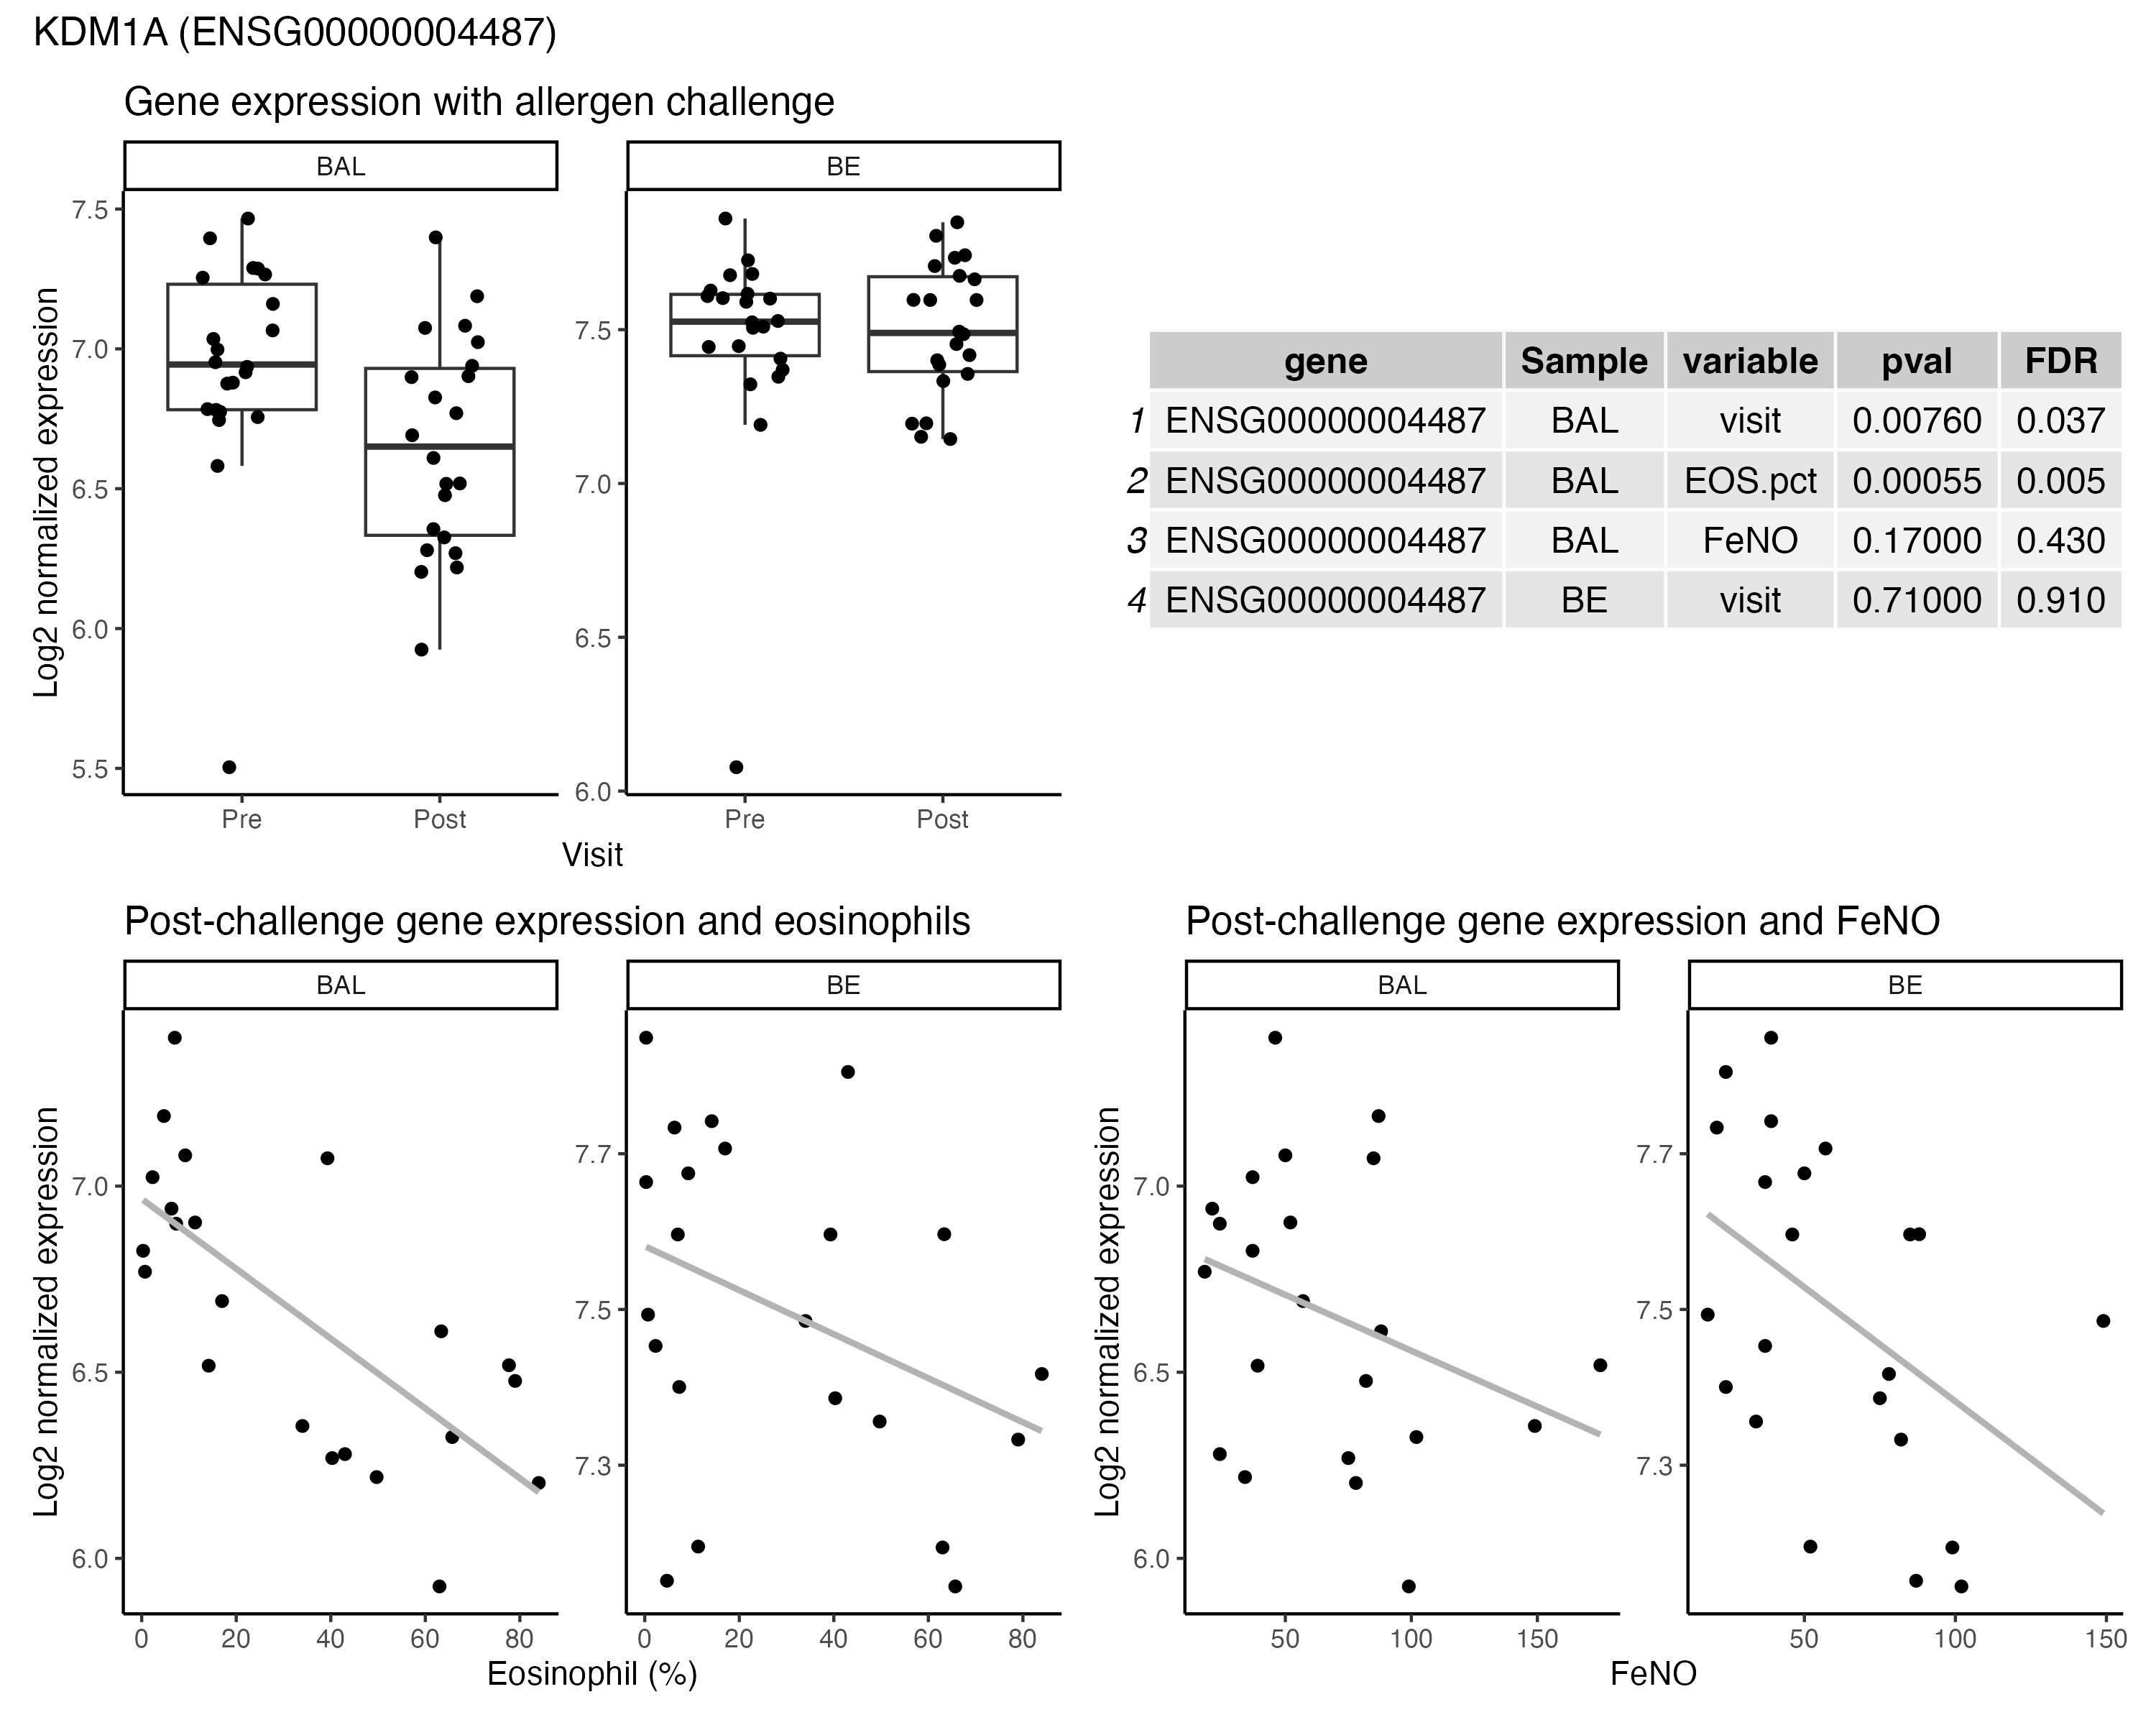 KDM1A (ENSG00000004487)
Gene expression with allergen challenge
BAL
BE
Log2 normalized expression
7.5
7.0
6.5
6.0
5.5
7.5
7.0
6.5
6.0
Pre
Post
Pre
Post
Visit
gene Sample variable pval FDR
1 ENSG00000004487 BAL visit 0.00760 0.037
2 ENSG00000004487 BAL EOS.pct 0.00055 0.005
3 ENSG00000004487 BAL FeNO 0.17000 0.430
4 ENSG00000004487 BE visit 0.71000 0.910
Post-challenge gene expression and eosinophils
BAL
BE
Log2 normalized expression
7.0
6.5
6.0
7.7
7.5
7.3
0 20 40 60 80
0 20 40 60 80
Eosinophil (%)
Post-challenge gene expression and FeNO
BAL
BE
Log2 normalized expression
7.0
6.5
6.0
7.7
7.5
7.3
50 100 150
50 100 150
FeNO